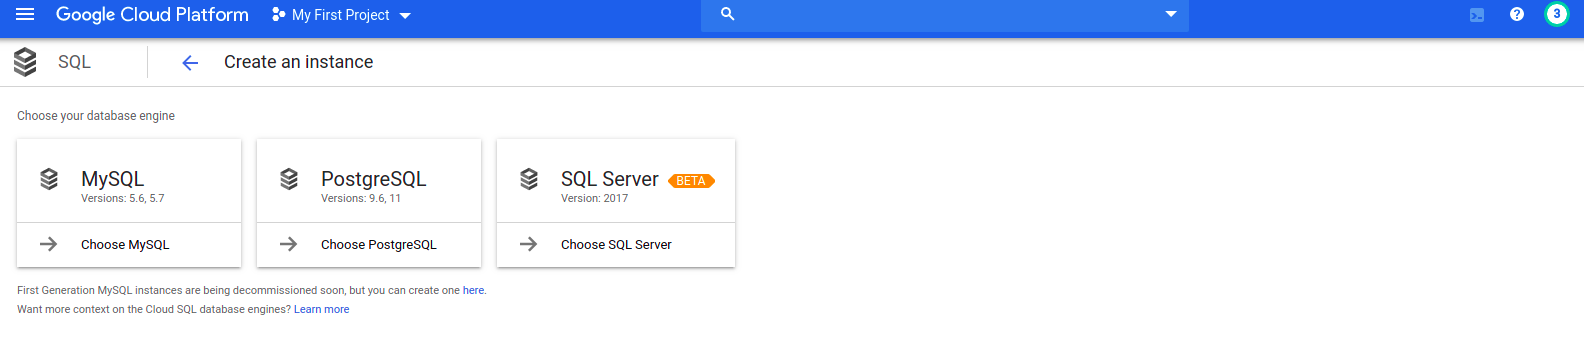 Google Cloud Platform My First Project 3
SQL Create an instance
Choose your database engine
MySQL
Versions: 5.6, 5.7
Choose MySQL
PostgreSQL
Versions: 9.6, 11
Choose PostgreSQL
SQL Server BETA
Version: 2017
Choose SQL Server
First Generation MySQL instances are being decommissioned soon, but you can create one here.
Want more context on the Cloud SQL database engines? Learn more